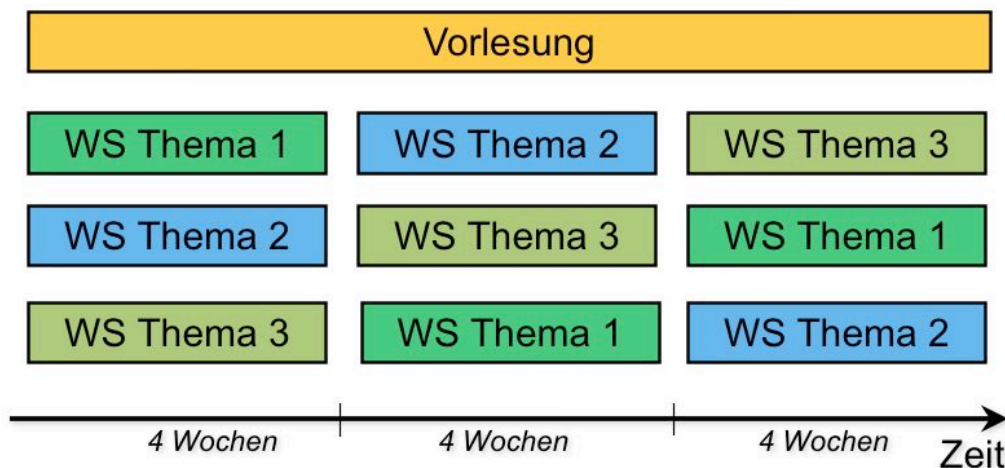 Vorlesung
WS Thema 1
WS Thema 2
WS Thema 3
WS Thema 2
WS Thema 3
WS Thema 1
WS Thema 3
WS Thema 1
WS Thema 2
4 Wochen
4 Wochen
4 Wochen
Zeit